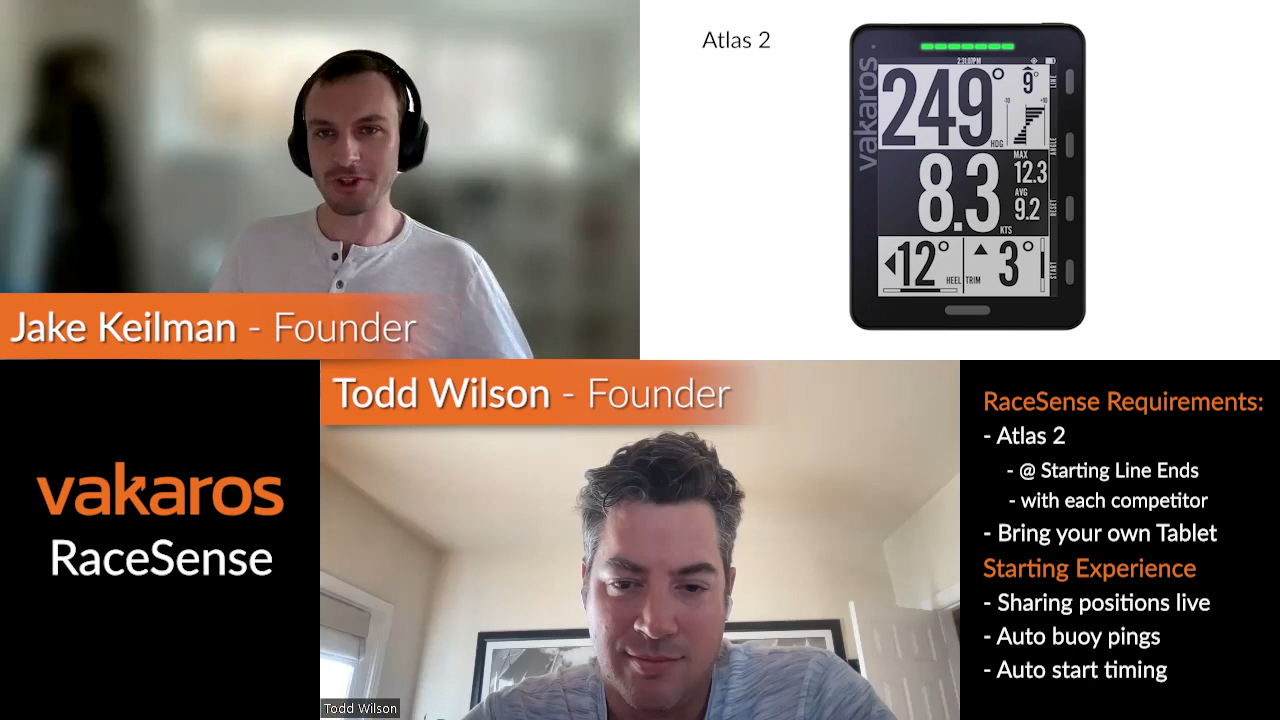 Jake Keilman - Founder
Atlas 2
vakaros
2:31:07PM
249°
HDG
9°
-10
+10
LINE
ANGLE
8.3
KTS
MAX
12.3
AVG
9.2
RESET
12°
HEEL
TRIM
3°
START
vakaros
RaceSense
Todd Wilson - Founder
Todd Wilson
RaceSense Requirements:
- Atlas 2
- @ Starting Line Ends
- with each competitor
- Bring your own Tablet
Starting Experience
- Sharing positions live
- Auto buoy pings
- Auto start timing